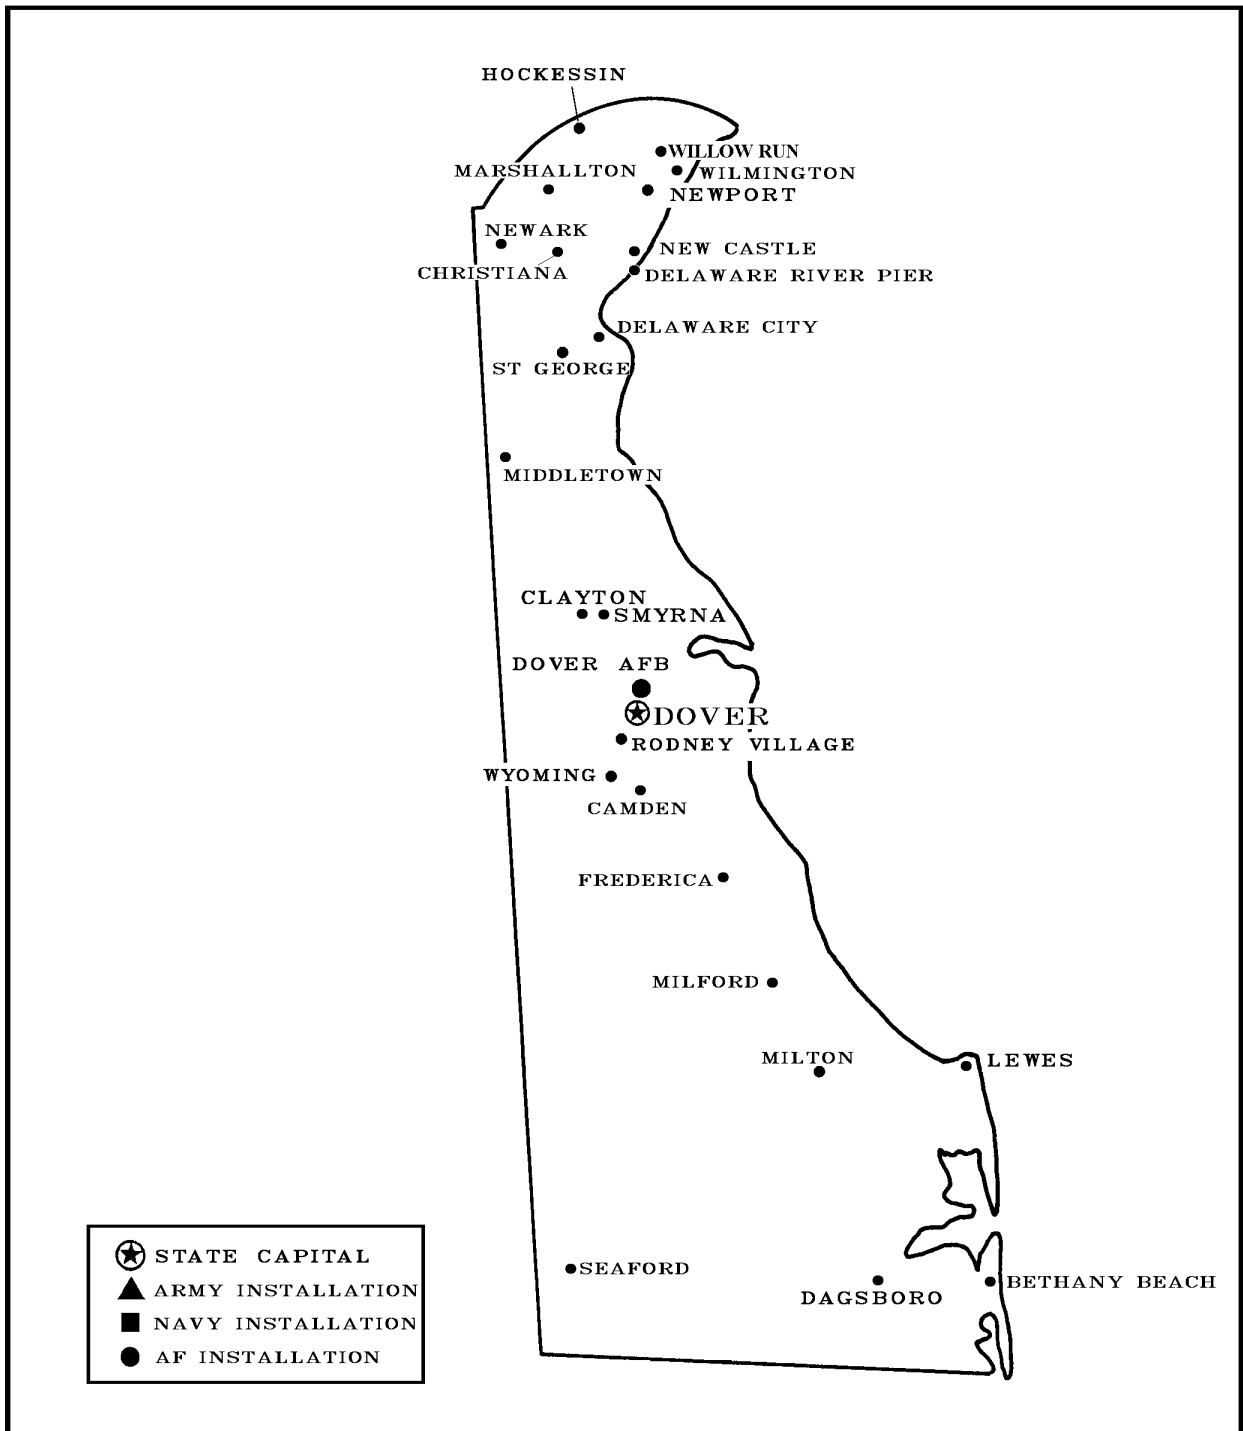 HOCKESSIN
WILLOW RUN
MARSHALLTON
WILMINGTON
NEWPORT
NEWARK
NEW CASTLE
CHRISTIANA
DELAWARE RIVER PIER
DELAWARE CITY
ST GEORGE
MIDDLETOWN
CLAYTON
SMYRNA
DOVER AFB
DOVER
RODNEY VILLAGE
WYOMING
CAMDEN
FREDERICA
MILFORD
MILTON
LEWES
SEAFORD
DAGSBORO
BETHANY BEACH
STATE CAPITAL
ARMY INSTALLATION
NAVY INSTALLATION
AF INSTALLATION